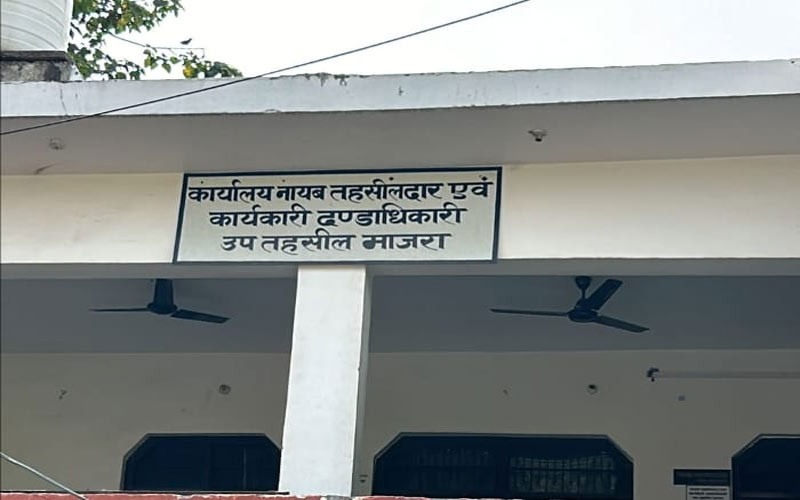 कार्यालय नायब तहसीलदार एवं
कार्यकारी दण्डाधिकारी
उप तहसील माजरा